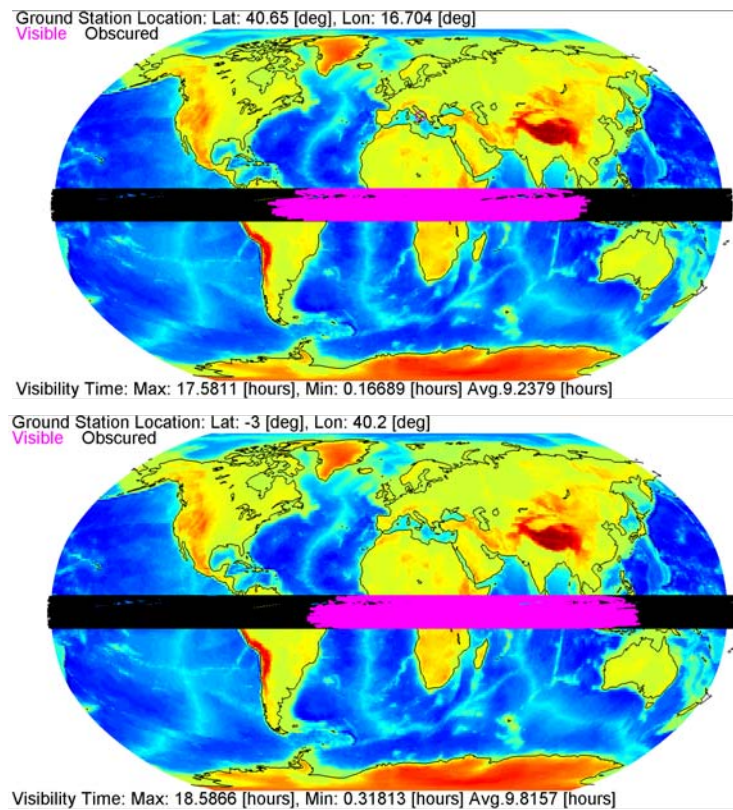 Ground Station Location: Lat: 40.65 [deg], Lon: 16.704 [deg]
Visible Obscured
Visibility Time: Max: 17.5811 [hours], Min: 0.16689 [hours] Avg.9.2379 [hours]
Ground Station Location: Lat: -3 [deg], Lon: 40.2 [deg]
Visible Obscured
Visibility Time: Max: 18.5866 [hours], Min: 0.31813 [hours] Avg.9.8157 [hours]